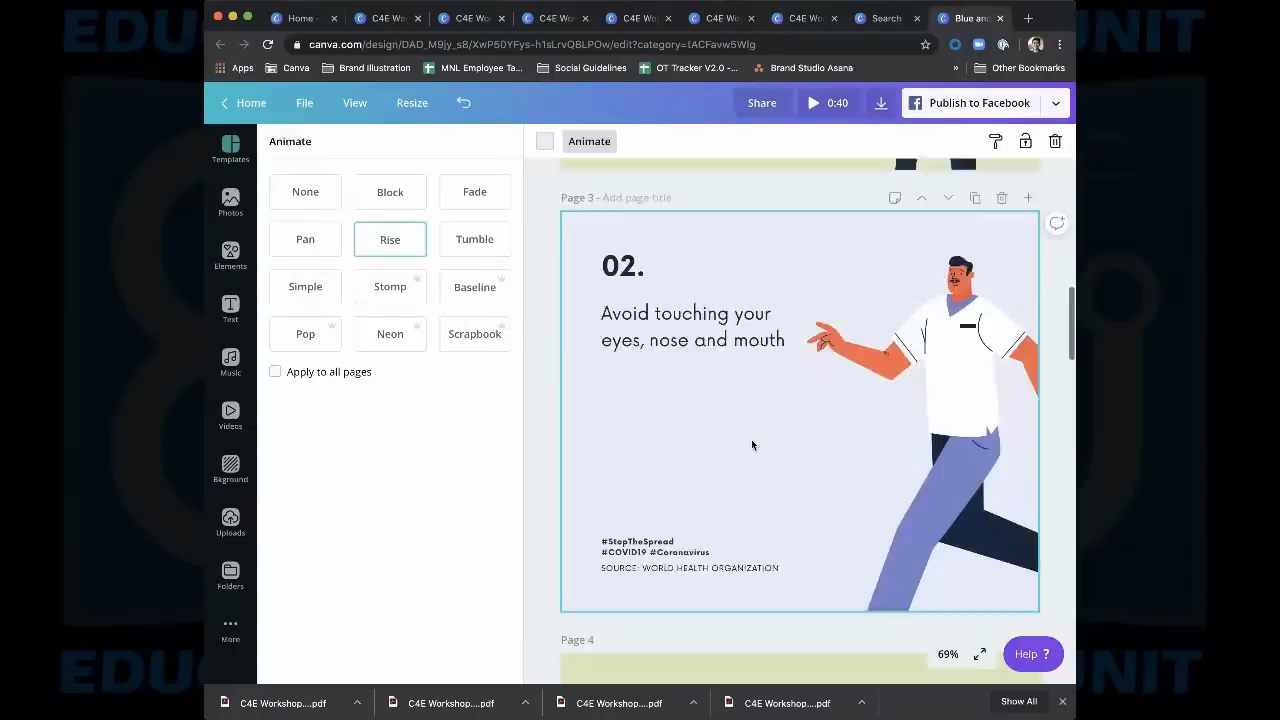 Home
C4E Wo
C4E Wo
C4E Wo
C4E Wo
C4E Wo
C4E Wo
Search
Blue an
canva.com/design/DAD_M9jy_s8/XwP60YFys-h1sLrvQ8LPOw/edit?category=tACFavw5Wlg
Apps
Canva
Brand Illustration
MNL Employee Ta...
Social Guidelines
OT Tracker V2.0 -...
Brand Studio Asana
»
Other Bookmarks
Home
File
View
Resize
Share
0:40
Publish to Facebook
Templates
Photos
Elements
Text
Music
Videos
Bkground
Uploads
Folders
More
Animate
None
Block
Fade
Pan
Rise
Tumble
Simple
Stomp
Baseline
Pop
Neon
Scrapbook
Apply to all pages
Animate
Page 3 - Add page title
02.
Avoid touching your
eyes, nose and mouth
#StopTheSpread
#COVID19 #Coronavirus
SOURCE: WORLD HEALTH ORGANIZATION
Page 4
69%
Help ?
C4E Workshop....pdf
C4E Workshop....pdf
C4E Workshop....pdf
C4E Workshop....pdf
Show All